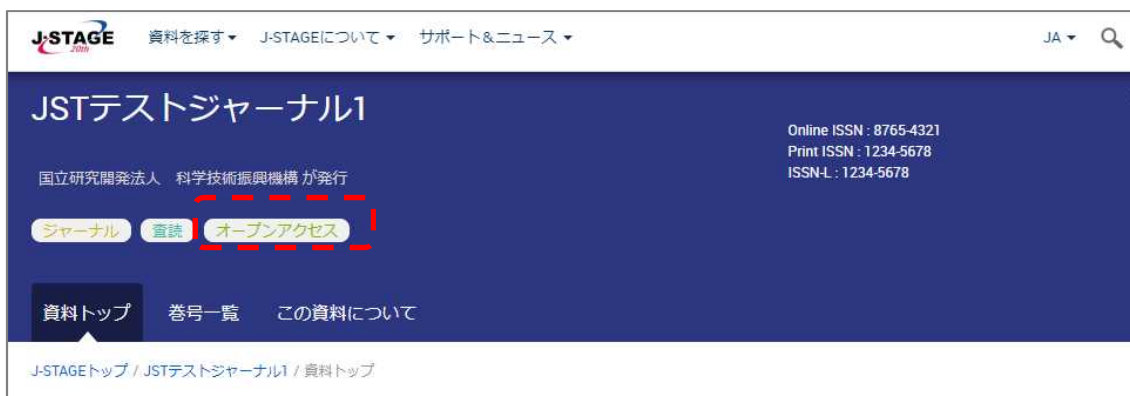 J-STAGE 20th 資料を探す▾ J-STAGEについて▾ サポート&ニュース▾ JA▾
JSTテストジャーナル1
Online ISSN : 8765-4321
Print ISSN : 1234-5678
ISSN-L : 1234-5678
国立研究開発法人 科学技術振興機構 が発行
ジャーナル 査読 オープンアクセス
資料トップ 巻号一覧 この資料について
J-STAGEトップ / JSTテストジャーナル1 / 資料トップ